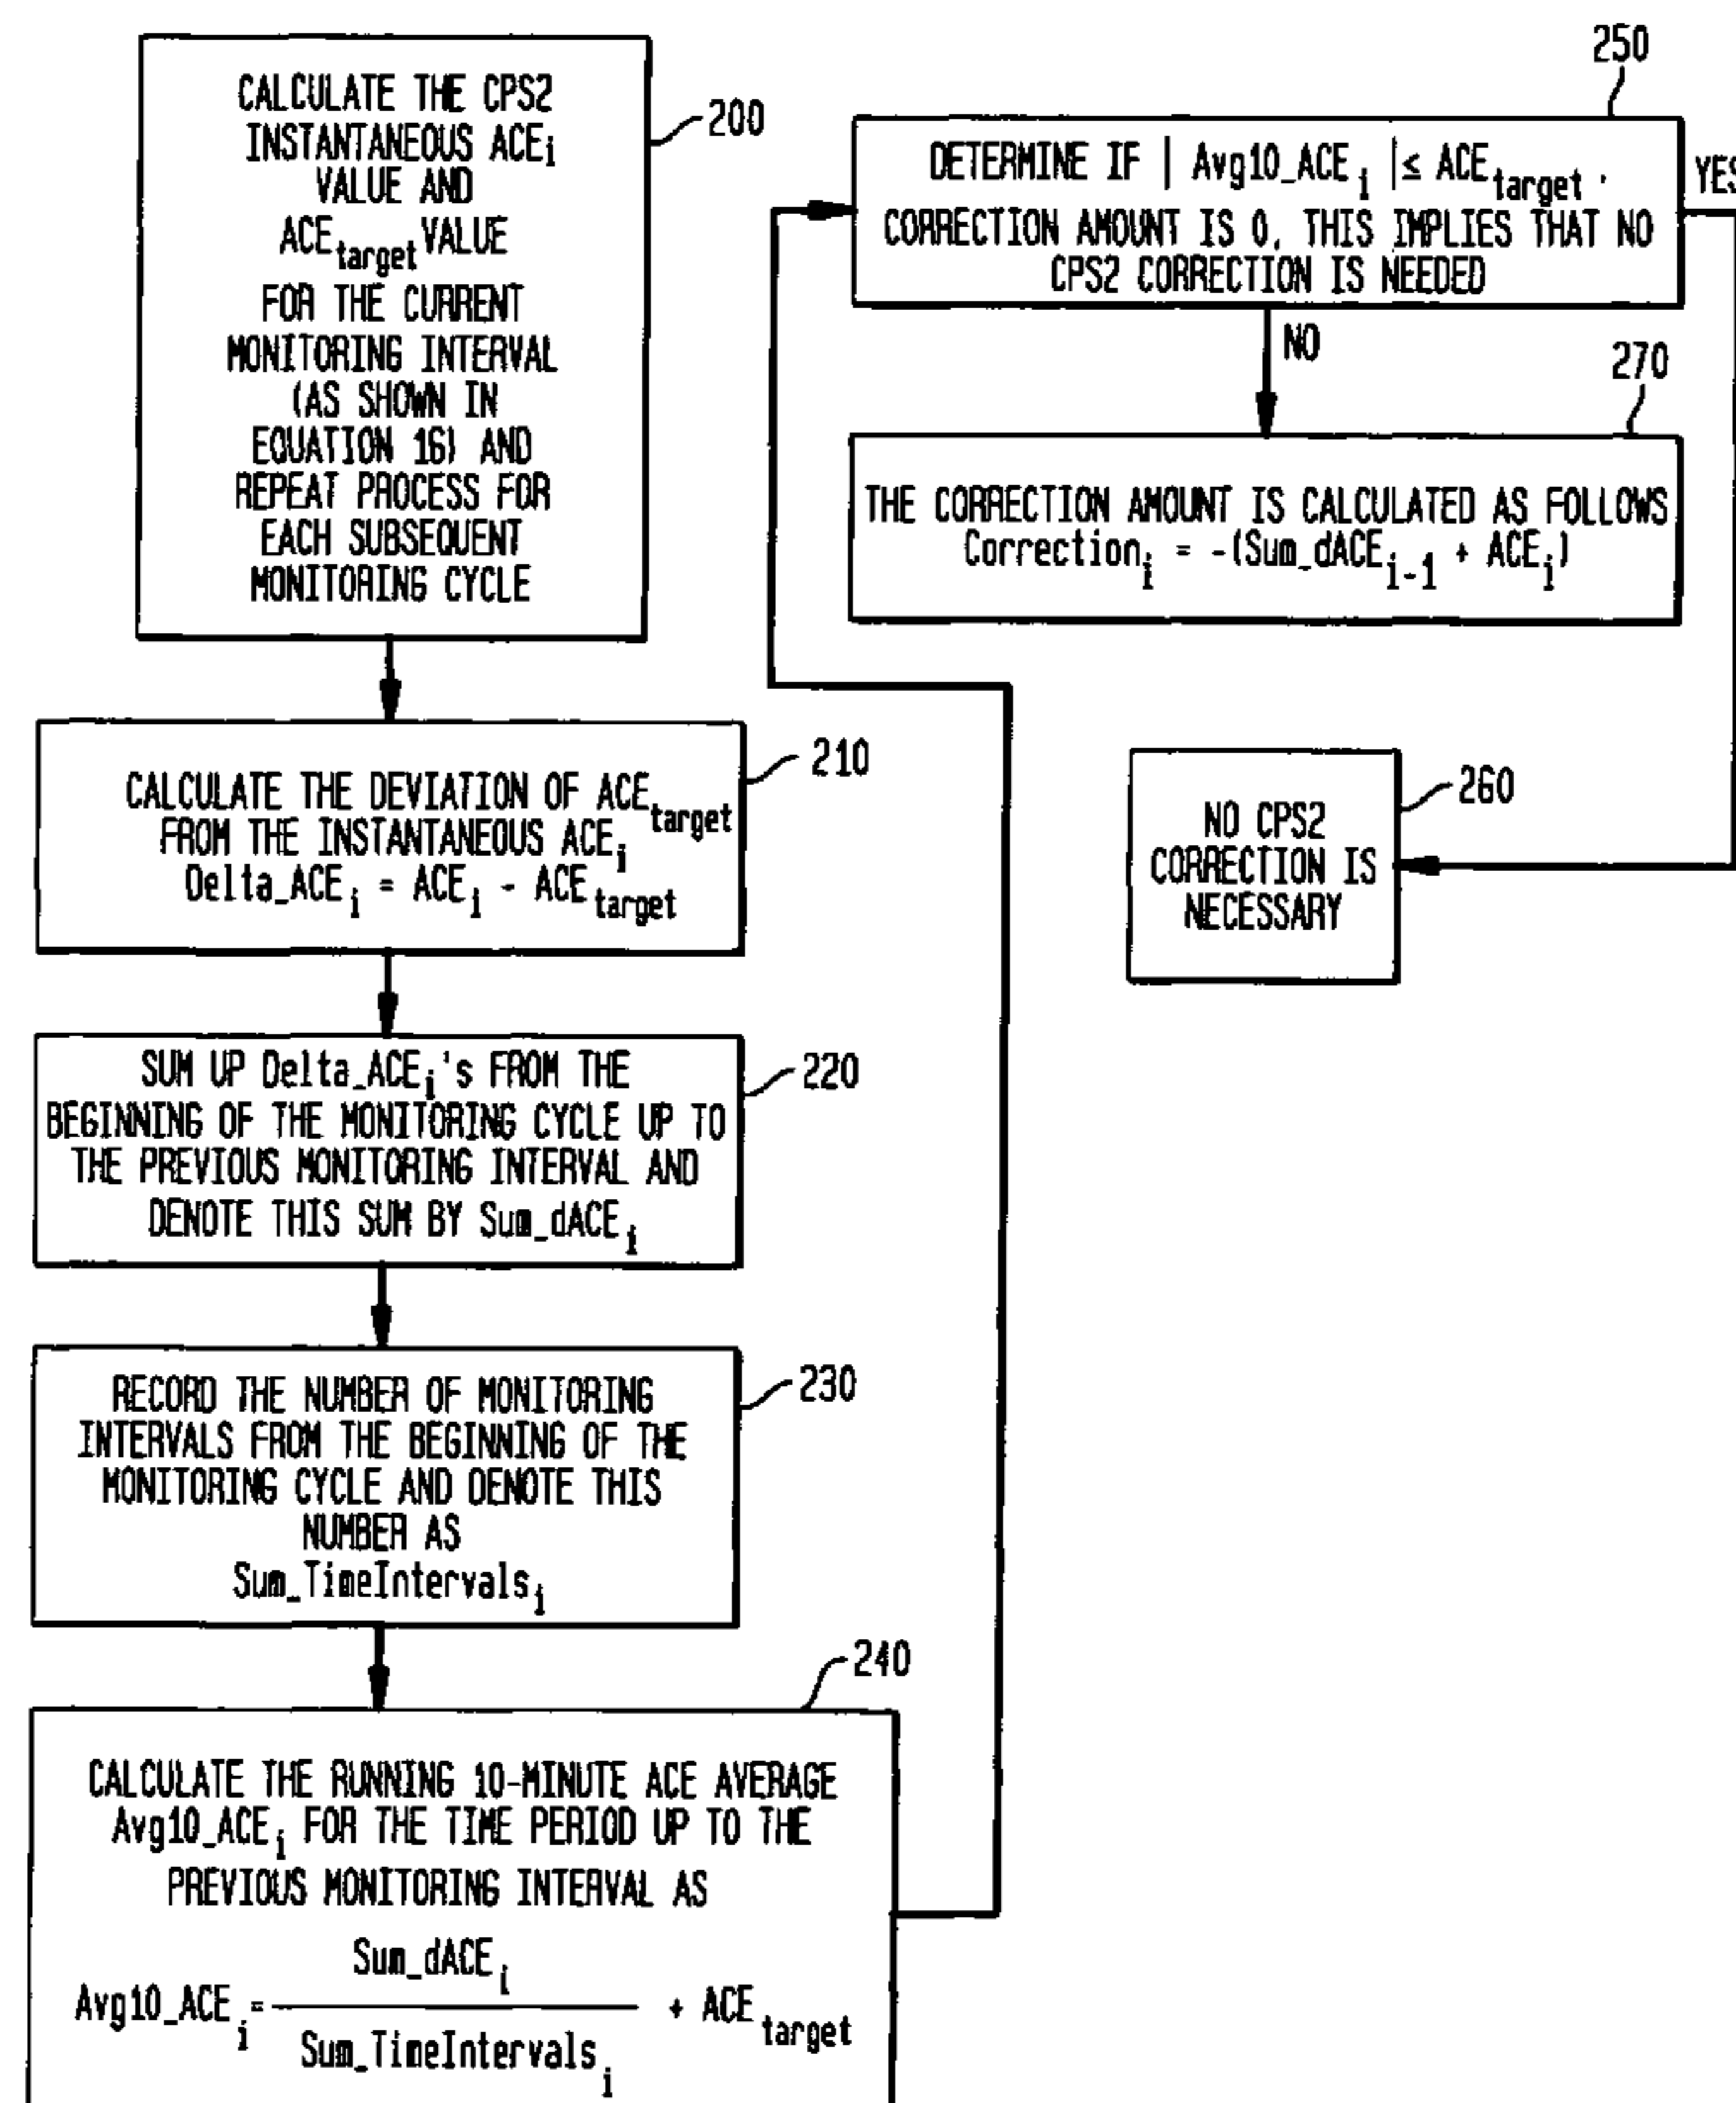 CALCULATE THE CPS2
INSTANTANEOUS ACEi
VALUE AND
ACEtarget VALUE
FOR THE CURRENT
MONITORING INTERVAL
(AS SHOWN IN
EQUATION 16) AND
REPEAT PROCESS FOR
EACH SUBSEQUENT
MONITORING CYCLE
200
CALCULATE THE DEVIATION OF ACEtarget
FROM THE INSTANTANEOUS ACEi
Delta_ACEi = ACEi - ACEtarget
210
SUM UP Delta_ACEi's FROM THE
BEGINNING OF THE MONITORING CYCLE UP TO
THE PREVIOUS MONITORING INTERVAL AND
DENOTE THIS SUM BY Sum_dACEi
220
RECORD THE NUMBER OF MONITORING
INTERVALS FROM THE BEGINNING OF THE
MONITORING CYCLE AND DENOTE THIS
NUMBER AS
Sum_TimeIntervalsi
230
240
CALCULATE THE RUNNING 10-MINUTE ACE AVERAGE
Avg10_ACEi FOR THE TIME PERIOD UP TO THE
PREVIOUS MONITORING INTERVAL AS
Sum_dACEi
Avg10_ACEi = + ACEtarget
Sum_TimeIntervalsi
250
DETERMINE IF | Avg10_ACEi |≤ ACEtarget .
CORRECTION AMOUNT IS 0. THIS IMPLIES THAT NO
CPS2 CORRECTION IS NEEDED
YES
NO
270
THE CORRECTION AMOUNT IS CALCULATED AS FOLLOWS
Correctioni = -(Sum_dACEi-1 + ACEi)
260
NO CPS2
CORRECTION IS
NECESSARY